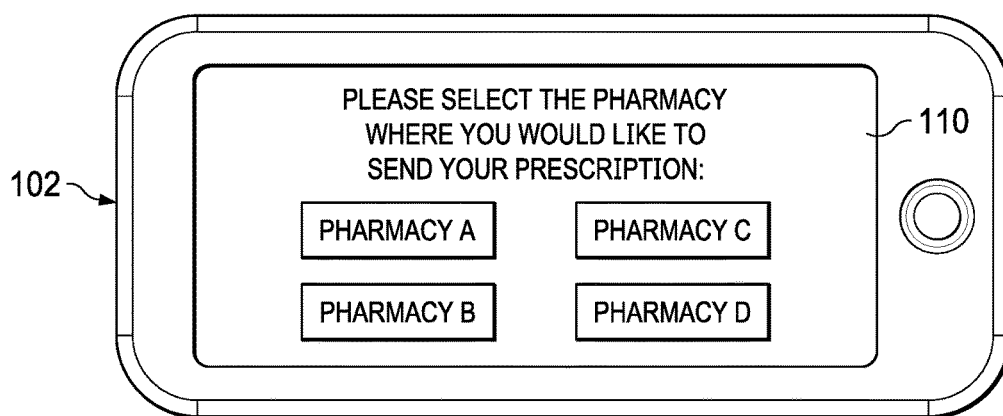 PLEASE SELECT THE PHARMACY
WHERE YOU WOULD LIKE TO
SEND YOUR PRESCRIPTION:
110
102
PHARMACY A
PHARMACY C
PHARMACY B
PHARMACY D